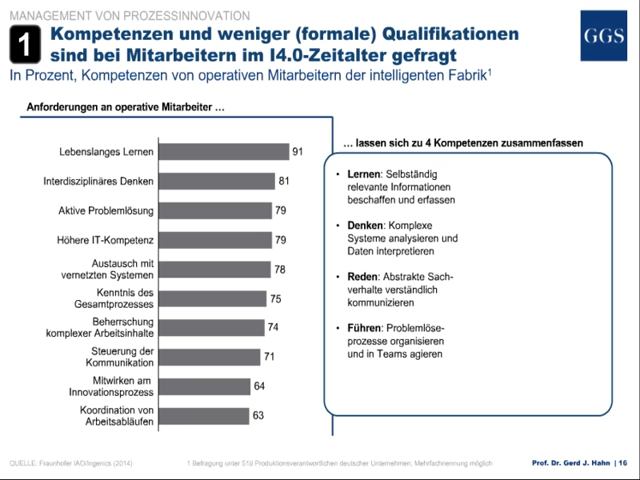 MANAGEMENT VON PROZESSINNOVATION
1
Kompetenzen und weniger (formale) Qualifikationen
sind bei Mitarbeitern im I4.0-Zeitalter gefragt
GGS
In Prozent, Kompetenzen von operativen Mitarbeitern der intelligenten Fabrik¹
Anforderungen an operative Mitarbeiter ...
Lebenslanges Lernen 91
Interdisziplinäres Denken 81
Aktive Problemlösung 79
Höhere IT-Kompetenz 79
Austausch mit
vernetzten Systemen 78
Kenntnis des
Gesamtprozesses 75
Beherrschung
komplexer Arbeitsinhalte 74
Steuerung der
Kommunikation 71
Mitwirken am
Innovationsprozess 64
Koordination von
Arbeitsabläufen 63
... lassen sich zu 4 Kompetenzen zusammenfassen
• Lernen: Selbständig
relevante Informationen
beschaffen und erfassen
• Denken: Komplexe
Systeme analysieren und
Daten interpretieren
• Reden: Abstrakte Sach-
verhalte verständlich
kommunizieren
• Führen: Problemlöse-
prozesse organisieren
und in Teams agieren
QUELLE: Fraunhofer IAO/Ingenics (2014)
1 Befragung unter Produktionsverantwortlichen deutscher Unternehmen, Mehrfachnennung möglich
Prof. Dr. Gerd J. Hahn | 16